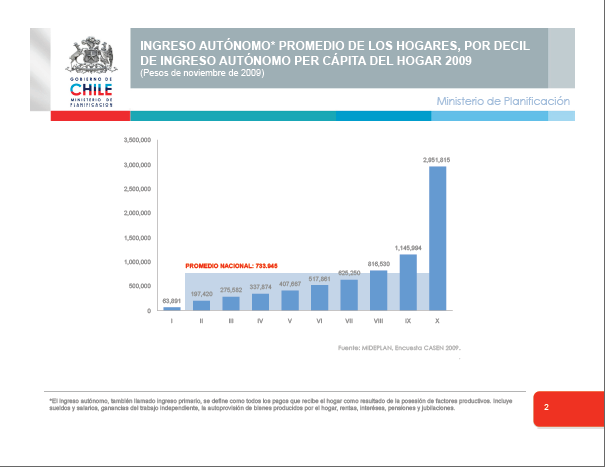 INGRESO AUTÓNOMO* PROMEDIO DE LOS HOGARES, POR DECIL
DE INGRESO AUTÓNOMO PER CÁPITA DEL HOGAR 2009
(Pesos de noviembre de 2009)
GOBIERNO DE
CHILE
MINISTERIO DE
PLANIFICACIÓN
Ministerio de Planificación
3,500,000
3,000,000
2,500,000
2,000,000
1,500,000
1,000,000
500,000
0
PROMEDIO NACIONAL: 733.945
63,891
187,420
275,582
337,874
407,687
517,861
625,250
816,530
1,145,994
2,951,815
I II III IV V VI VII VIII IX X
Fuente: MIDEPLAN, Encuesta CASEN 2009.
*El ingreso autónomo, también llamado ingreso primario, se define como todos los pagos que recibe el hogar como resultado de la posesión de factores productivos. Incluye
sueldos y salarios, ganancias del trabajo independiente, la autoprovisión de bienes producidos por el hogar, rentas, intereses, pensiones y jubilaciones.
2